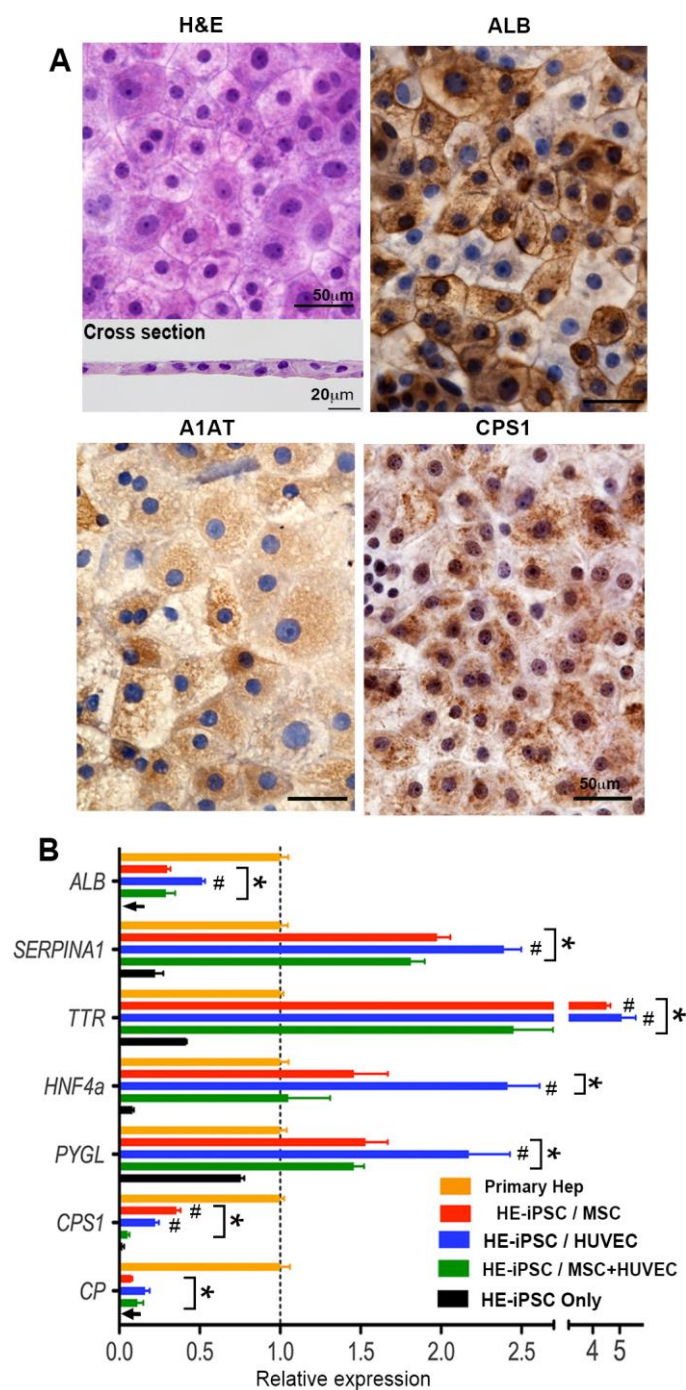 H&E
ALB
A
50μm
Cross section
20μm
A1AT
CPS1
50μm
B
ALB
# *
SERPINA1
# *
TTR
#
# *
HNF4a
# *
PYGL
# *
CPS1
#
# *
CP
*
Primary Hep
HE-iPSC / MSC
HE-iPSC / HUVEC
HE-iPSC / MSC+HUVEC
HE-iPSC Only
0.0 0.5 1.0 1.5 2.0 2.5 4 5
Relative expression